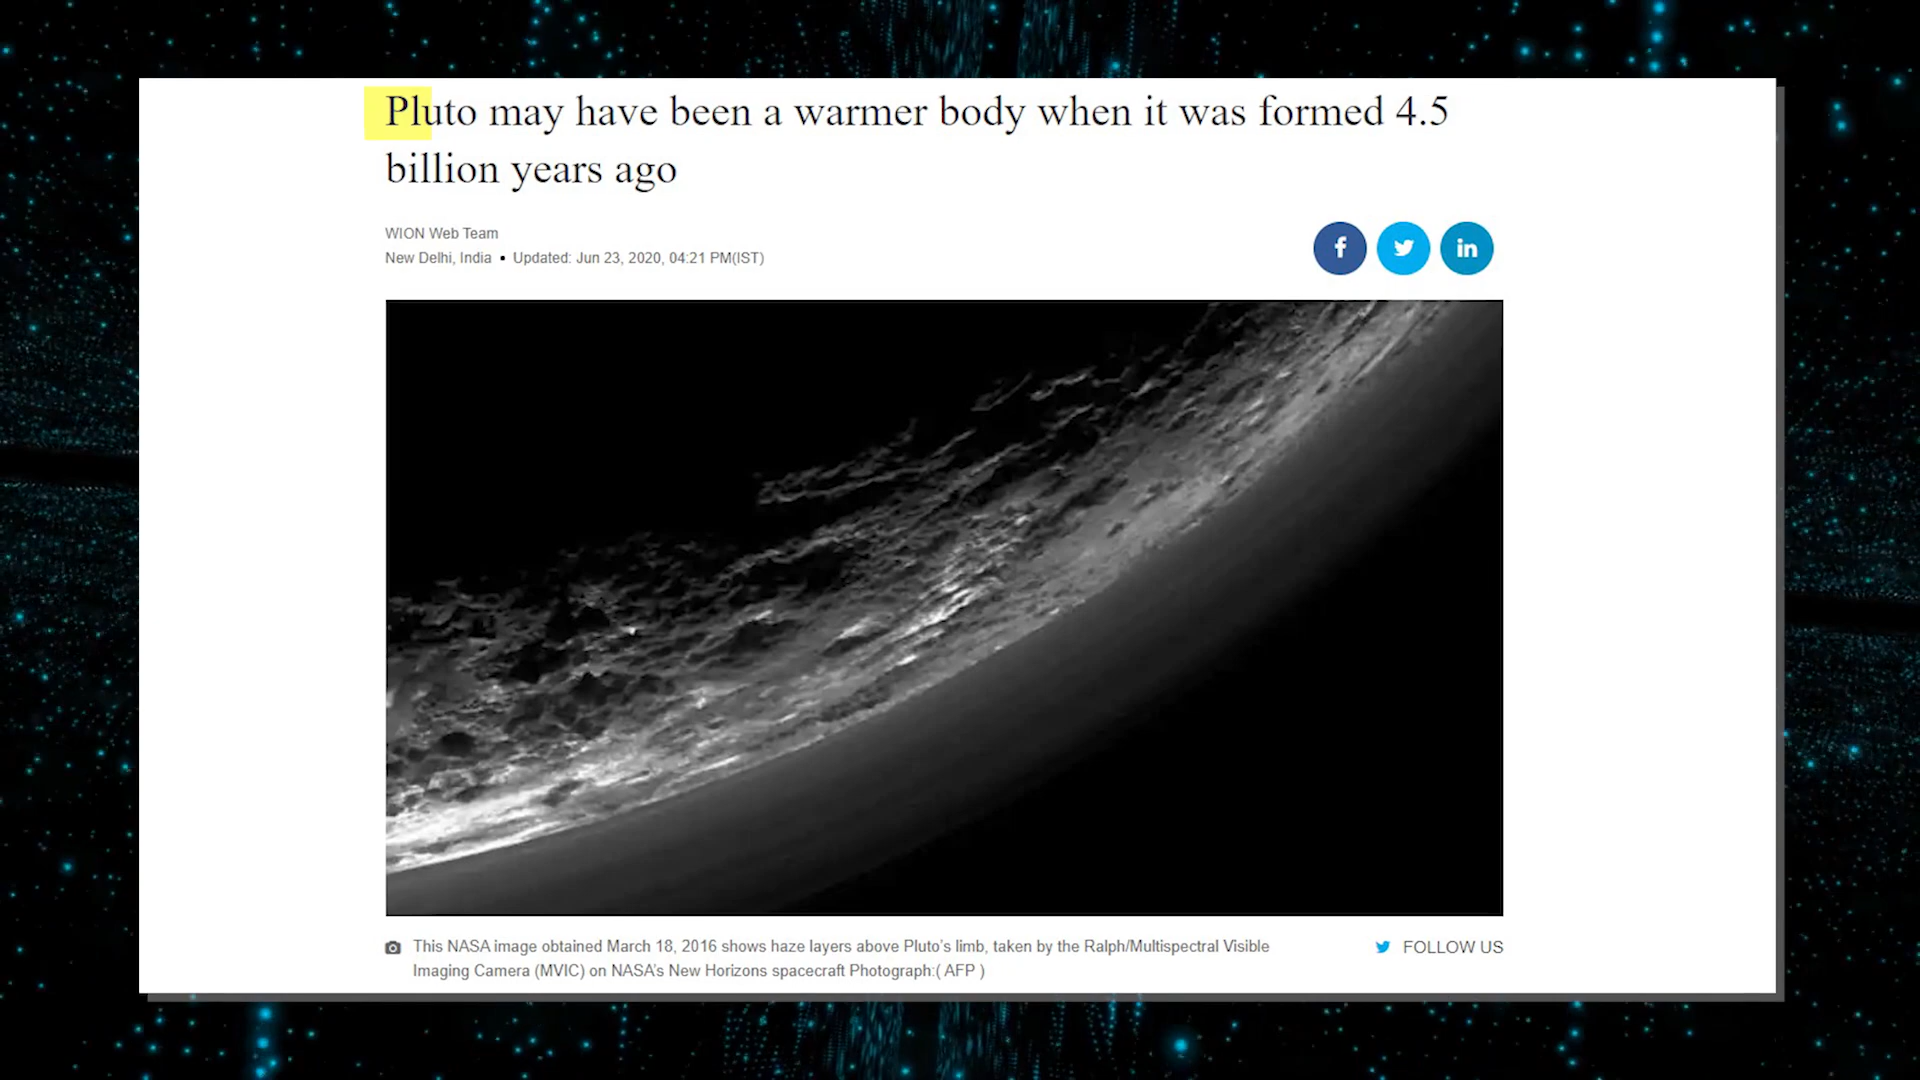 Pluto may have been a warmer body when it was formed 4.5
billion years ago
WION Web Team
New Delhi, India • Updated: Jun 23, 2020, 04:21 PM(IST)
This NASA image obtained March 18, 2016 shows haze layers above Pluto's limb, taken by the Ralph/Multispectral Visible
Imaging Camera (MVIC) on NASA's New Horizons spacecraft Photograph:( AFP )
FOLLOW US